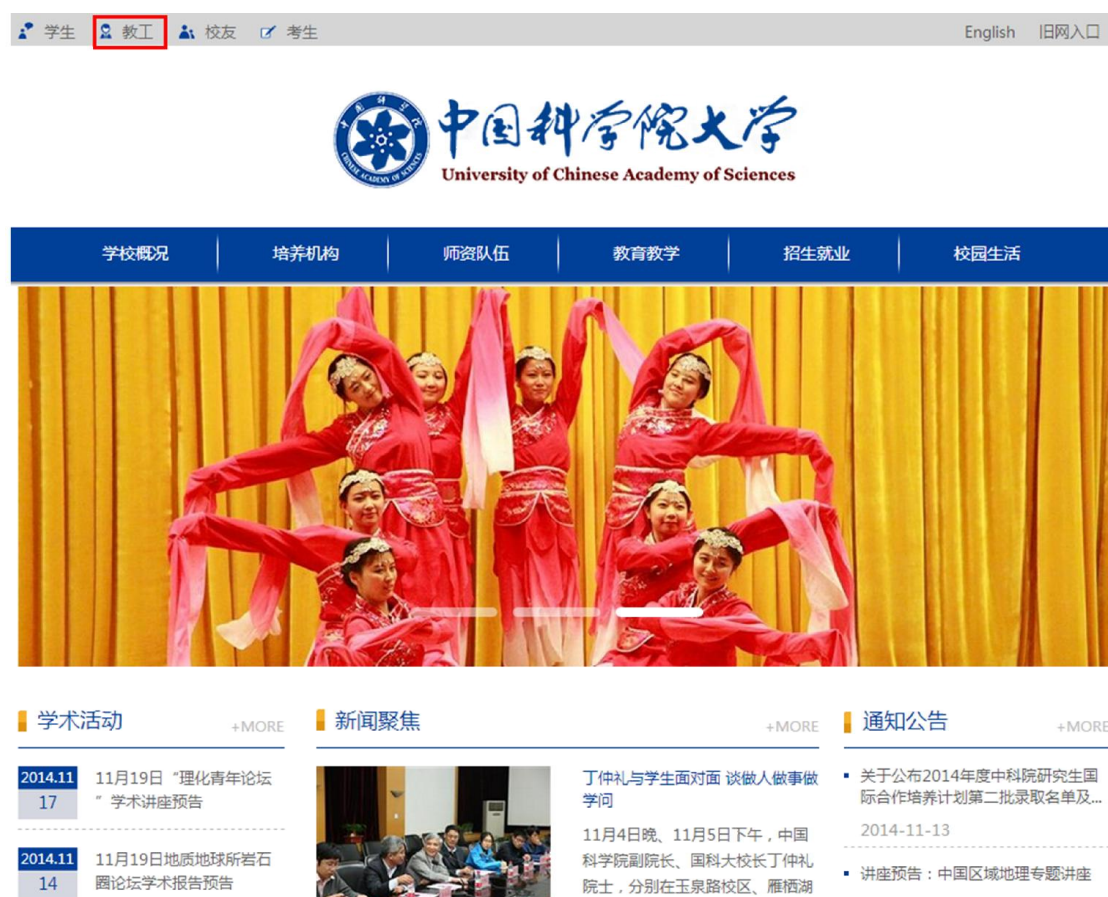 学生 教工 校友 考生 English 旧网入口
中国科学院大学
University of Chinese Academy of Sciences
学校概况 培养机构 师资队伍 教育教学 招生就业 校园生活
学术活动 +MORE
2014.11
17
11月19日“理化青年论坛
”学术讲座预告
2014.11
14
11月19日地质地球所岩石
圈论坛学术报告预告
新闻聚焦 +MORE
丁仲礼与学生面对面 谈做人做事做
学问
11月4日晚、11月5日下午，中国
科学院副院长、国科大校长丁仲礼
院士，分别在玉泉路校区、雁栖湖
通知公告 +MORE
关于公布2014年度中科院研究生国
际合作培养计划第二批录取名单及...
2014-11-13
讲座预告：中国区域地理专题讲座